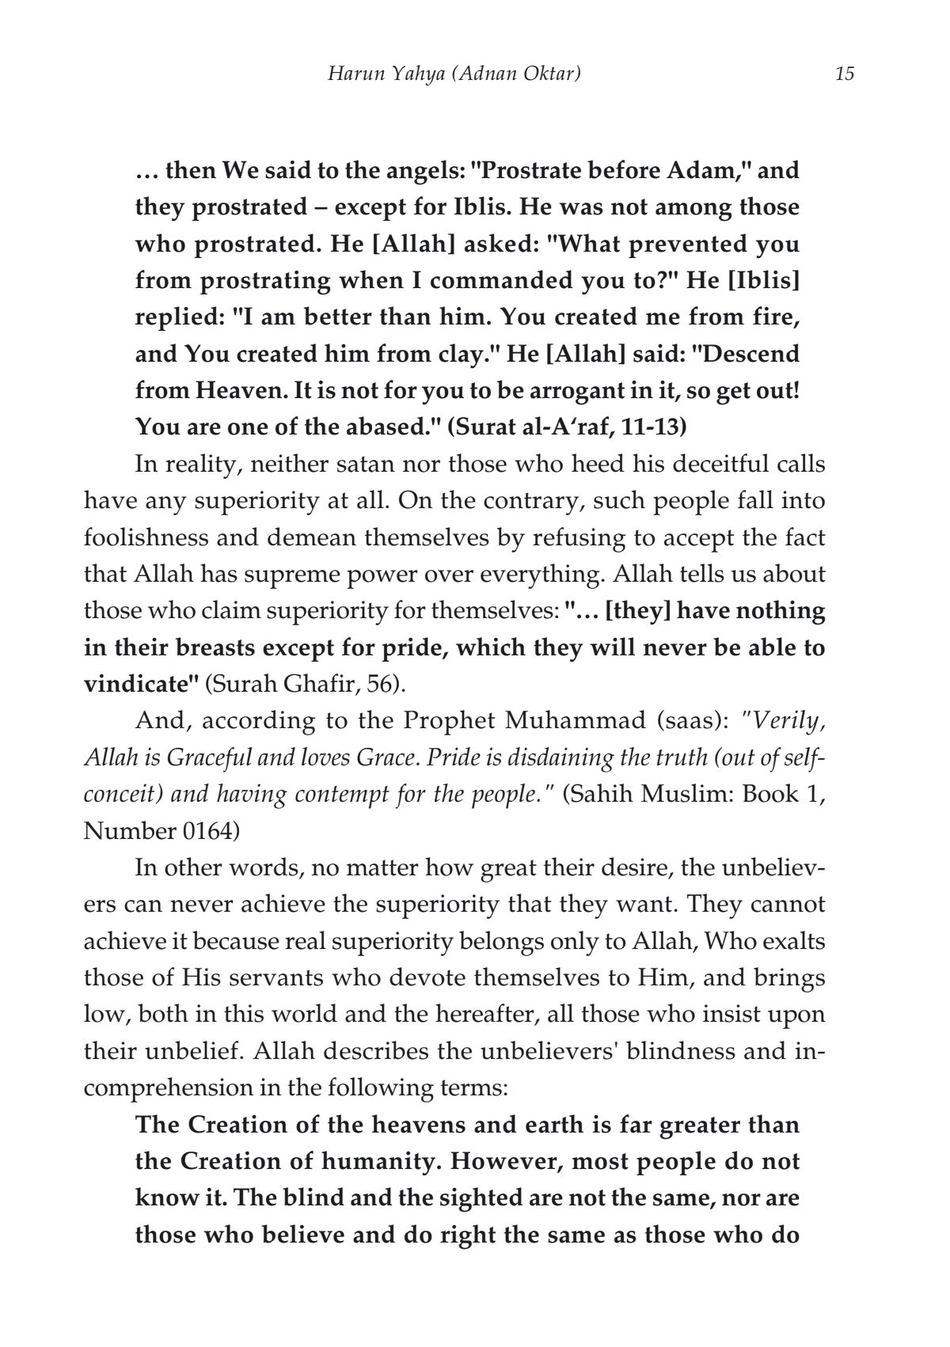 Harun Yahya (Adnan Oktar) 15
… then We said to the angels: "Prostrate before Adam," and
they prostrated – except for Iblis. He was not among those
who prostrated. He [Allah] asked: "What prevented you
from prostrating when I commanded you to?" He [Iblis]
replied: "I am better than him. You created me from fire,
and You created him from clay." He [Allah] said: "Descend
from Heaven. It is not for you to be arrogant in it, so get out!
You are one of the abased." (Surat al-A‘raf, 11-13)
In reality, neither satan nor those who heed his deceitful calls
have any superiority at all. On the contrary, such people fall into
foolishness and demean themselves by refusing to accept the fact
that Allah has supreme power over everything. Allah tells us about
those who claim superiority for themselves: "… [they] have nothing
in their breasts except for pride, which they will never be able to
vindicate" (Surah Ghafir, 56).
And, according to the Prophet Muhammad (saas): "Verily,
Allah is Graceful and loves Grace. Pride is disdaining the truth (out of self-
conceit) and having contempt for the people." (Sahih Muslim: Book 1,
Number 0164)
In other words, no matter how great their desire, the unbeliev-
ers can never achieve the superiority that they want. They cannot
achieve it because real superiority belongs only to Allah, Who exalts
those of His servants who devote themselves to Him, and brings
low, both in this world and the hereafter, all those who insist upon
their unbelief. Allah describes the unbelievers' blindness and in-
comprehension in the following terms:
The Creation of the heavens and earth is far greater than
the Creation of humanity. However, most people do not
know it. The blind and the sighted are not the same, nor are
those who believe and do right the same as those who do